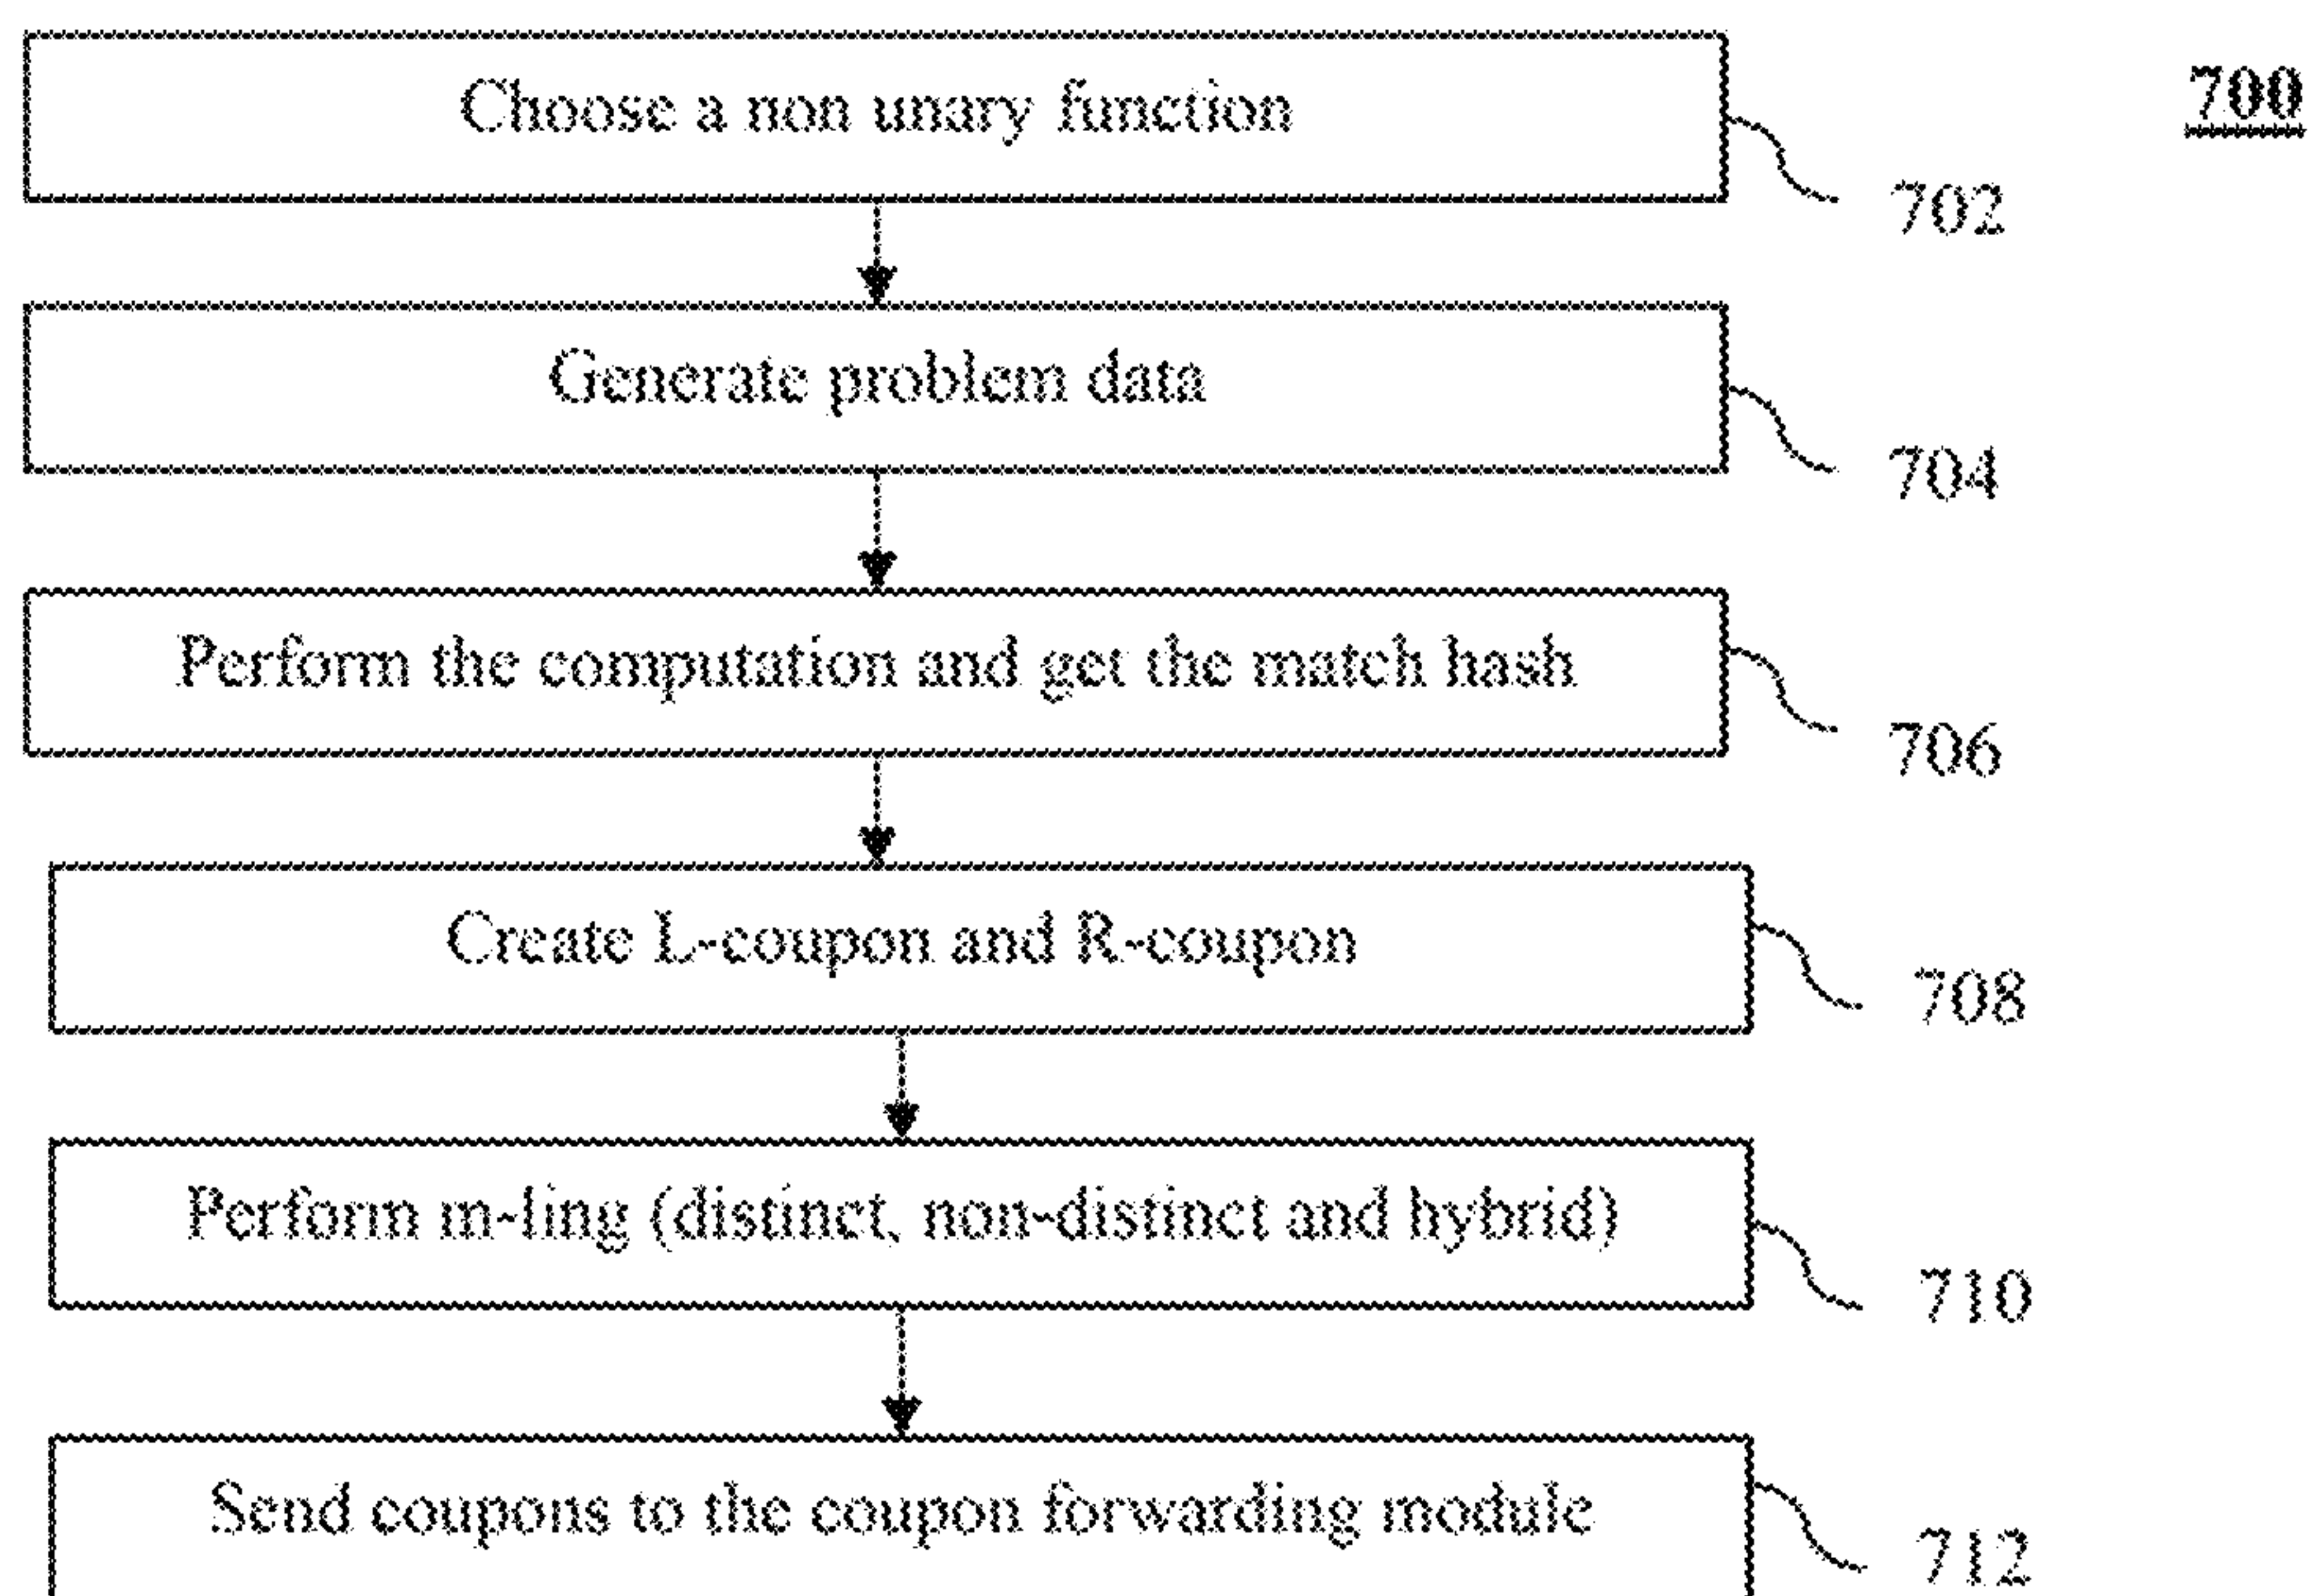 Choose a non unary function
700
702
Generate problem data
704
Perform the computation and get the match hash
706
Create L-coupon and R-coupon
708
Perform m-ling (distinct, non-distinct and hybrid)
710
Send coupons to the coupon forwarding module
712